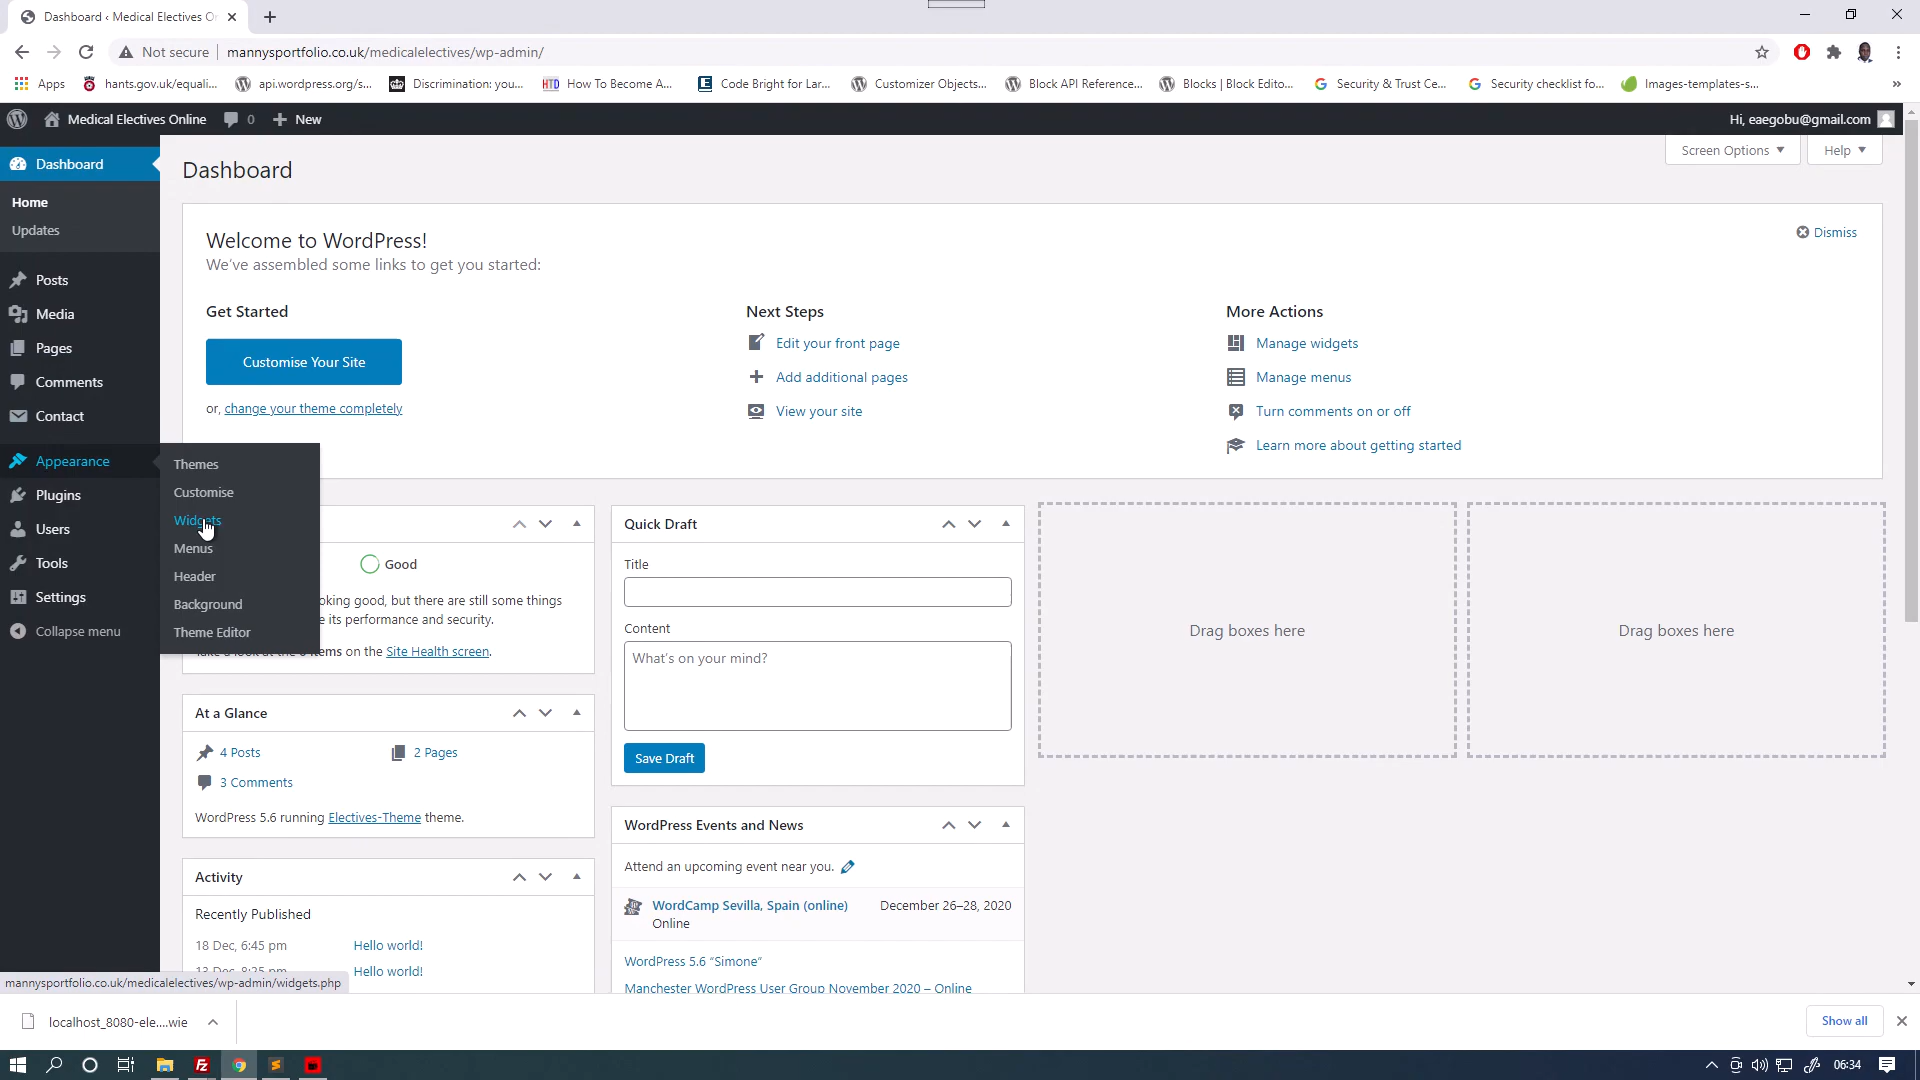 Dashboard ‹ Medical Electives On
Not secure
mannysportfolio.co.uk/medicalelectives/wp-admin/
Apps
hants.gov.uk/equali...
api.wordpress.org/s...
Discrimination: you...
HTD
How To Become A...
Code Bright for Lar...
Customizer Objects...
Block API Reference...
Blocks | Block Edito...
Security & Trust Ce...
Security checklist fo...
Images-templates-s...
»
Medical Electives Online
0
New
Hi, eaegobu@gmail.com
Dashboard
Home
Updates
Posts
Media
Pages
Comments
Contact
Appearance
Plugins
Users
Tools
Settings
Collapse menu
Themes
Customise
Widgets
Menus
Header
Background
Theme Editor
Dashboard
Screen Options
Help
Welcome to WordPress!
We've assembled some links to get you started:
Dismiss
Get Started
Customise Your Site
or, change your theme completely
Next Steps
Edit your front page
Add additional pages
View your site
More Actions
Manage widgets
Manage menus
Turn comments on or off
Learn more about getting started
Good
oking good, but there are still some things
e its performance and security.
items on the Site Health screen.
At a Glance
4 Posts
2 Pages
3 Comments
WordPress 5.6 running Electives-Theme theme.
Activity
Recently Published
18 Dec, 6:45 pm
Hello world!
13 Dec, 8:25 pm
Hello world!
Quick Draft
Title
Content
What's on your mind?
Save Draft
WordPress Events and News
Attend an upcoming event near you.
WordCamp Sevilla, Spain (online)
December 26–28, 2020
Online
WordPress 5.6 “Simone”
Manchester WordPress User Group November 2020 – Online
Drag boxes here
Drag boxes here
mannysportfolio.co.uk/medicalelectives/wp-admin/widgets.php
localhost_8080-ele....wie
Show all
06:34